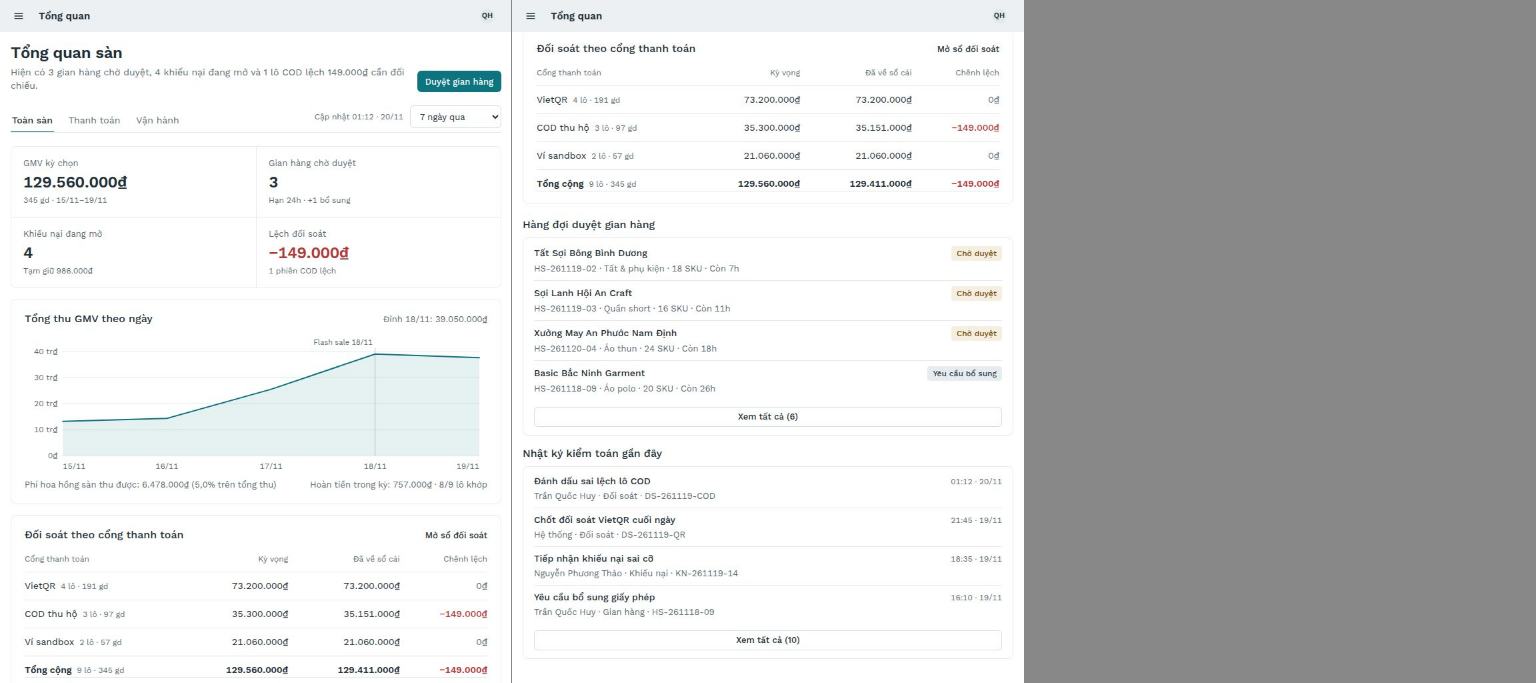 Tổng quan
QH
Tổng quan sàn
Hiện có 3 gian hàng chờ duyệt, 4 khiếu nại đang mở và 1 lô COD lệch 149.000₫ cần đối
chiếu.
Duyệt gian hàng
Toàn sàn
Thanh toán
Vận hành
Cập nhật 01:12 · 20/11
7 ngày qua
GMV kỳ chọn
129.560.000₫
345 gd · 15/11–19/11
Gian hàng chờ duyệt
3
Hạn 24h · +1 bổ sung
Khiếu nại đang mở
4
Tạm giữ 986.000₫
Lệch đối soát
−149.000₫
1 phiên COD lệch
Tổng thu GMV theo ngày
Đỉnh 18/11: 39.050.000₫
Flash sale 18/11
40 tr₫
30 tr₫
20 tr₫
10 tr₫
0₫
15/11 16/11 17/11 18/11 19/11
Phí hoa hồng sàn thu được: 6.478.000₫ (5,0% trên tổng thu)
Hoàn tiền trong kỳ: 757.000₫ · 8/9 lô khớp
Đối soát theo cổng thanh toán
Mở sổ đối soát
Cổng thanh toán Kỳ vọng Đã về sổ cái Chênh lệch
VietQR 4 lô · 191 gd 73.200.000₫ 73.200.000₫ 0₫
COD thu hộ 3 lô · 97 gd 35.300.000₫ 35.151.000₫ −149.000₫
Ví sandbox 2 lô · 57 gd 21.060.000₫ 21.060.000₫ 0₫
Tổng cộng 9 lô · 345 gd 129.560.000₫ 129.411.000₫ −149.000₫
Tổng quan
QH
Đối soát theo cổng thanh toán
Mở sổ đối soát
Cổng thanh toán Kỳ vọng Đã về sổ cái Chênh lệch
VietQR 4 lô · 191 gd 73.200.000₫ 73.200.000₫ 0₫
COD thu hộ 3 lô · 97 gd 35.300.000₫ 35.151.000₫ −149.000₫
Ví sandbox 2 lô · 57 gd 21.060.000₫ 21.060.000₫ 0₫
Tổng cộng 9 lô · 345 gd 129.560.000₫ 129.411.000₫ −149.000₫
Hàng đợi duyệt gian hàng
Tất Sợi Bông Bình Dương
Chờ duyệt
HS-261119-02 · Tất & phụ kiện · 18 SKU · Còn 7h
Sợi Lanh Hội An Craft
Chờ duyệt
HS-261119-03 · Quần short · 16 SKU · Còn 11h
Xưởng May An Phước Nam Định
Chờ duyệt
HS-261120-04 · Áo thun · 24 SKU · Còn 18h
Basic Bắc Ninh Garment
Yêu cầu bổ sung
HS-261118-09 · Áo polo · 20 SKU · Còn 26h
Xem tất cả (6)
Nhật ký kiểm toán gần đây
Đánh dấu sai lệch lô COD
01:12 · 20/11
Trần Quốc Huy · Đối soát · DS-261119-COD
Chốt đối soát VietQR cuối ngày
21:45 · 19/11
Hệ thống · Đối soát · DS-261119-QR
Tiếp nhận khiếu nại sai cỡ
18:35 · 19/11
Nguyễn Phương Thảo · Khiếu nại · KN-261119-14
Yêu cầu bổ sung giấy phép
16:10 · 19/11
Trần Quốc Huy · Gian hàng · HS-261118-09
Xem tất cả (10)